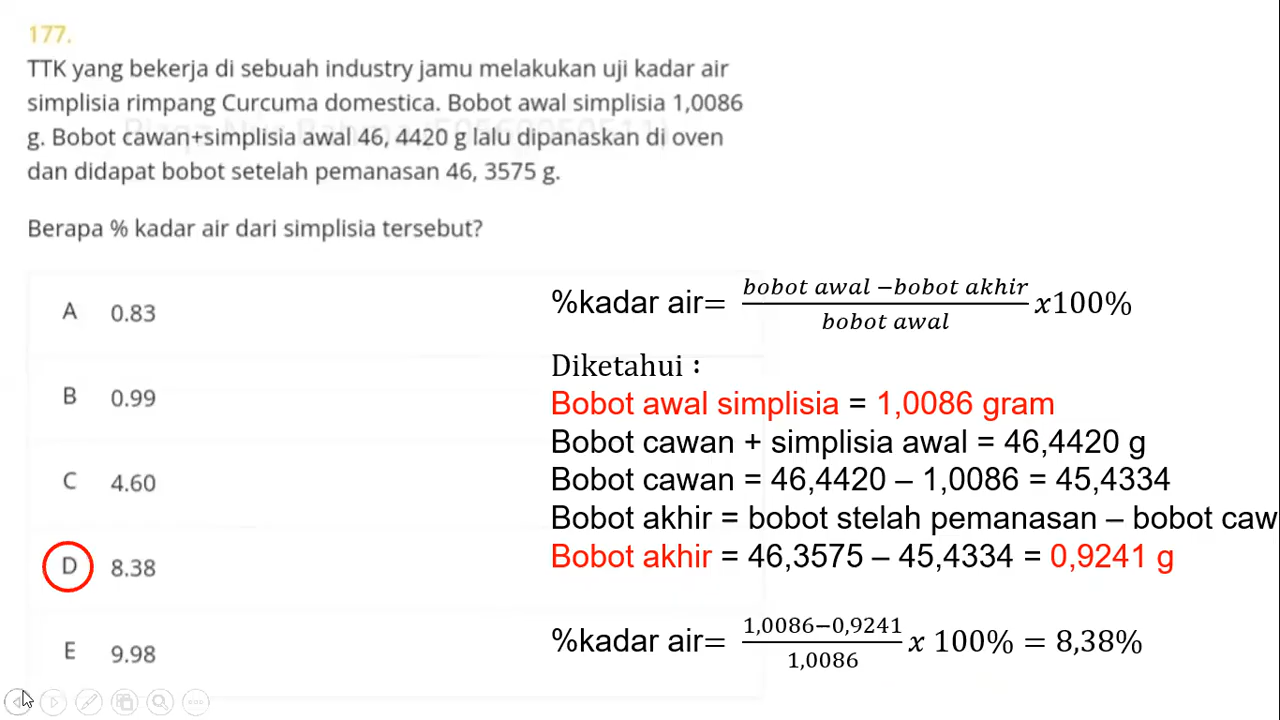 177.
TTK yang bekerja di sebuah industry jamu melakukan uji kadar air
simplisia rimpang Curcuma domestica. Bobot awal simplisia 1,0086
g. Bobot cawan+simplisia awal 46, 4420 g lalu dipanaskan di oven
dan didapat bobot setelah pemanasan 46, 3575 g.
Berapa % kadar air dari simplisia tersebut?
A 0.83
B 0.99
C 4.60
D 8.38
E 9.98
%kadar air= bobot awal −bobot akhir / bobot awal x100%
Diketahui :
Bobot awal simplisia = 1,0086 gram
Bobot cawan + simplisia awal = 46,4420 g
Bobot cawan = 46,4420 – 1,0086 = 45,4334
Bobot akhir = bobot stelah pemanasan – bobot caw
Bobot akhir = 46,3575 – 45,4334 = 0,9241 g
%kadar air= 1,0086−0,9241 / 1,0086 x 100% = 8,38%